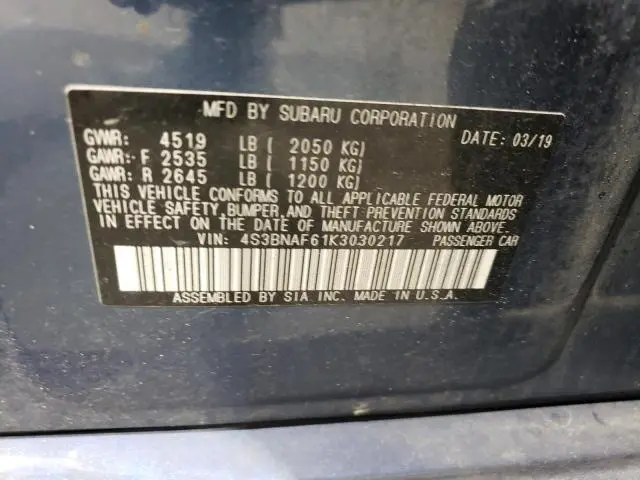 MFD BY SUBARU CORPORATION
DATE: 03/19
GVWR: 4519 LB ( 2050 KG)
GAWR: F 2535 LB ( 1150 KG)
GAWR: R 2645 LB ( 1200 KG)
THIS VEHICLE CONFORMS TO ALL APPLICABLE FEDERAL MOTOR
VEHICLE SAFETY, BUMPER, AND THEFT PREVENTION STANDARDS
IN EFFECT ON THE DATE OF MANUFACTURE SHOWN ABOVE.
VIN: 4S3BNAF61K3030217 PASSENGER CAR
ASSEMBLED BY SIA INC. MADE IN U.S.A.